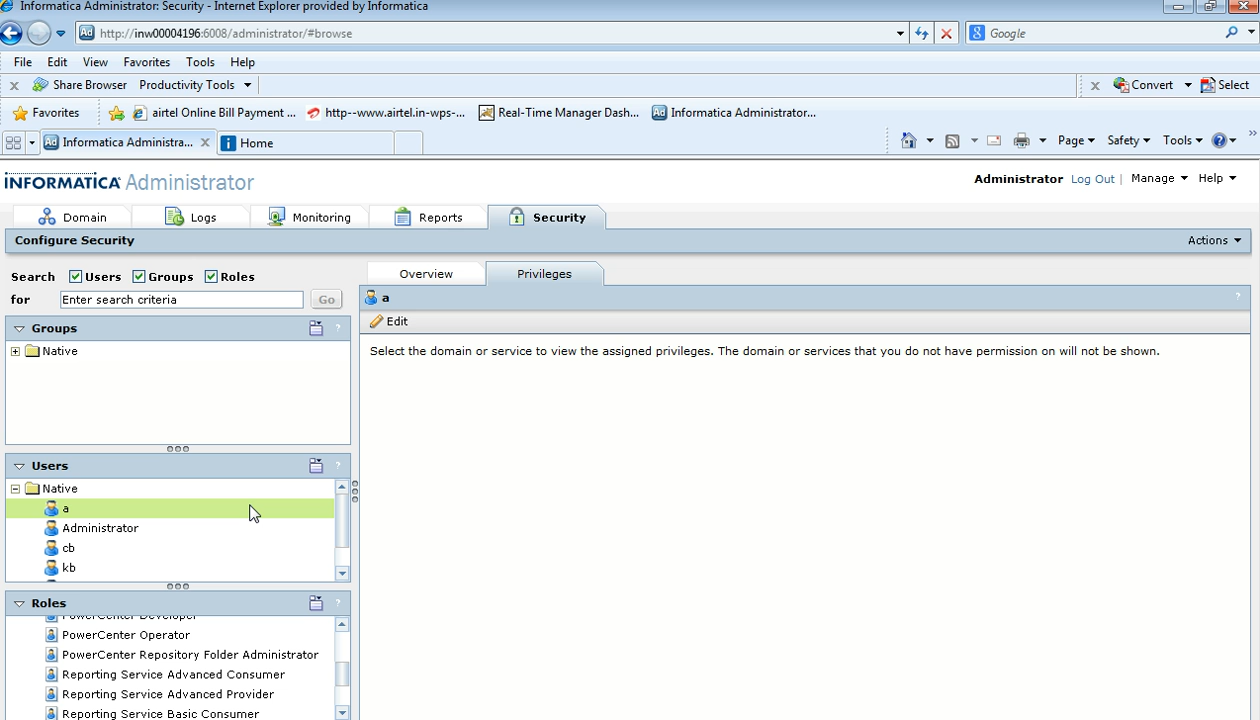 Informatica Administrator: Security - Internet Explorer provided by Informatica
http://inw00004196:6008/administrator/#browse
Google
File Edit View Favorites Tools Help
Share Browser Productivity Tools
Convert Select
Favorites airtel Online Bill Payment ... http--www.airtel.in-wps-... Real-Time Manager Dash... Informatica Administrator...
Informatica Administra... Home
Page Safety Tools
INFORMATICA Administrator
Administrator Log Out | Manage Help
Domain Logs Monitoring Reports Security
Configure Security
Actions
Search Users Groups Roles
for Enter search criteria Go
Overview Privileges
a
Edit
Select the domain or service to view the assigned privileges. The domain or services that you do not have permission on will not be shown.
Groups
Native
Users
Native
a
Administrator
cb
kb
Roles
PowerCenter Developer
PowerCenter Operator
PowerCenter Repository Folder Administrator
Reporting Service Advanced Consumer
Reporting Service Advanced Provider
Reporting Service Basic Consumer